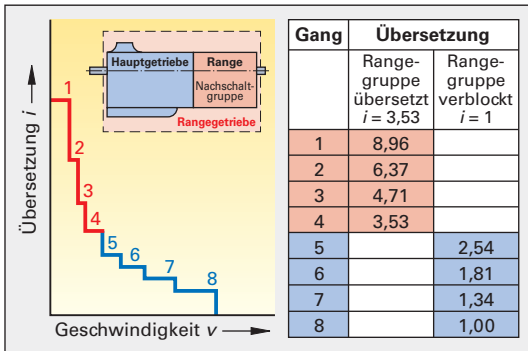 Übersetzung i
1
2
3
4
5
6
7
8
Geschwindigkeit v
Hauptgetriebe
Range
Nachschalt-
gruppe
Rangegetriebe
Gang Übersetzung
Range-
gruppe
übersetzt
i = 3,53
Range-
gruppe
verblockt
i = 1
1 8,96
2 6,37
3 4,71
4 3,53
5 2,54
6 1,81
7 1,34
8 1,00